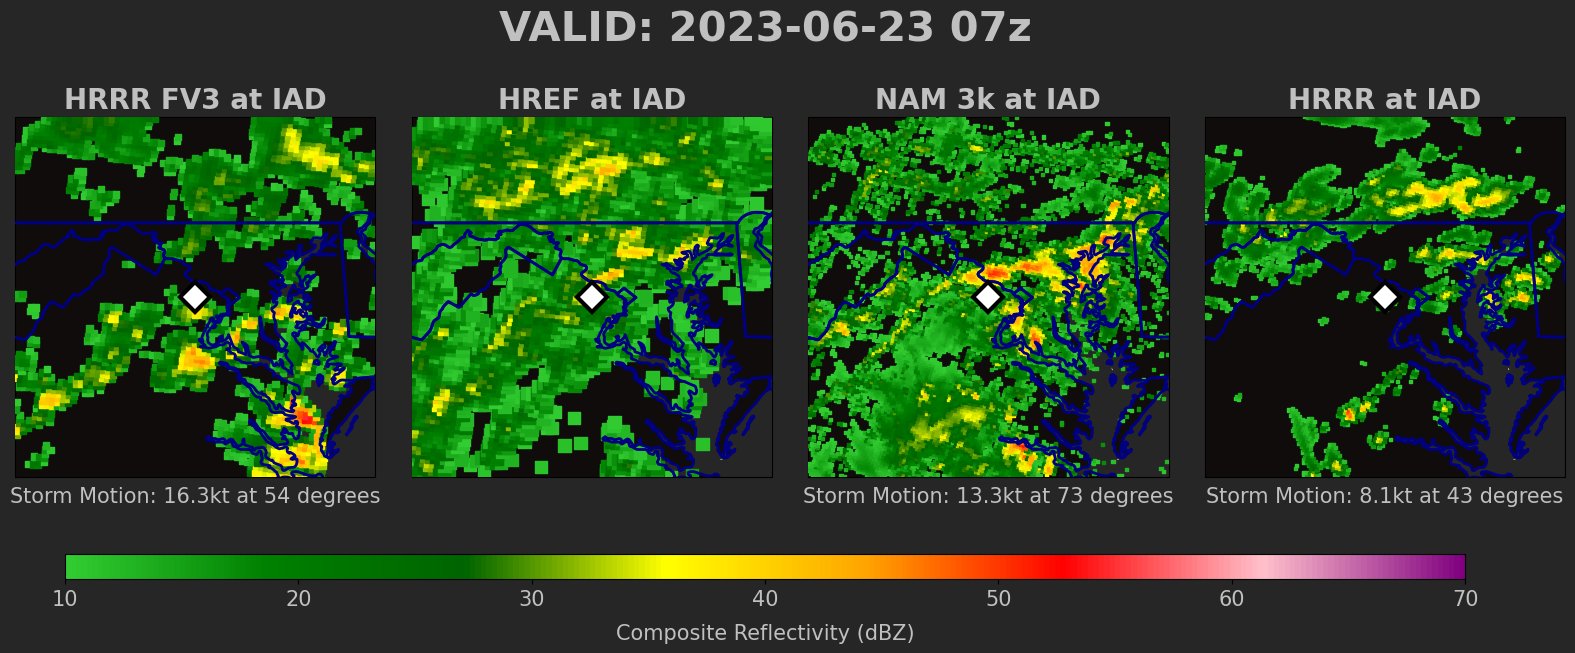 VALID: 2023-06-23 07z
HRRR FV3 at IAD
HREF at IAD
NAM 3k at IAD
HRRR at IAD
Storm Motion: 16.3kt at 54 degrees
Storm Motion: 13.3kt at 73 degrees
Storm Motion: 8.1kt at 43 degrees
10 20 30 40 50 60 70
Composite Reflectivity (dBZ)